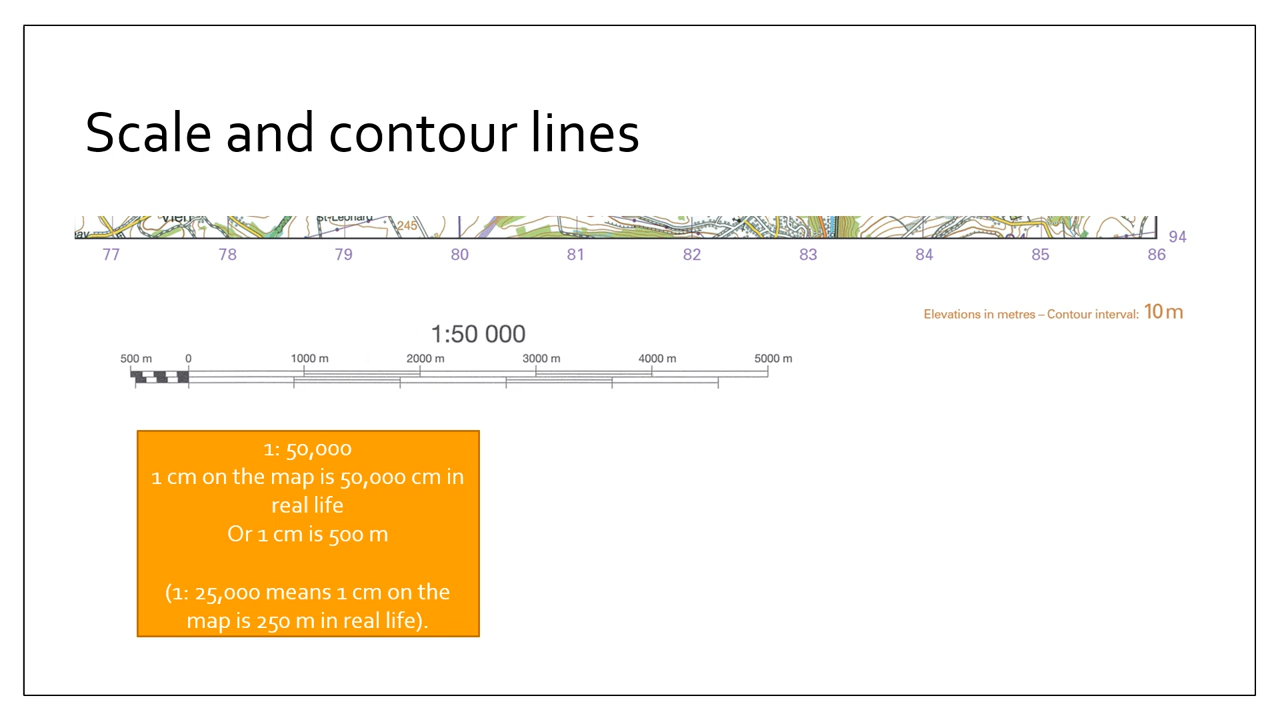 Scale and contour lines
Vien
St-Leonard
245
94
77 78 79 80 81 82 83 84 85 86
Elevations in metres – Contour interval: 10 m
1:50 000
500 m 0 1000 m 2000 m 3000 m 4000 m 5000 m
1: 50,000
1 cm on the map is 50,000 cm in
real life
Or 1 cm is 500 m
(1: 25,000 means 1 cm on the
map is 250 m in real life).